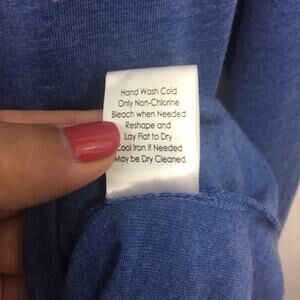 Hand Wash Cold
Only Non-Chlorine
Bleach when Needed
Reshape and
Lay Flat to Dry
Cool Iron if Needed
May be Dry Cleaned